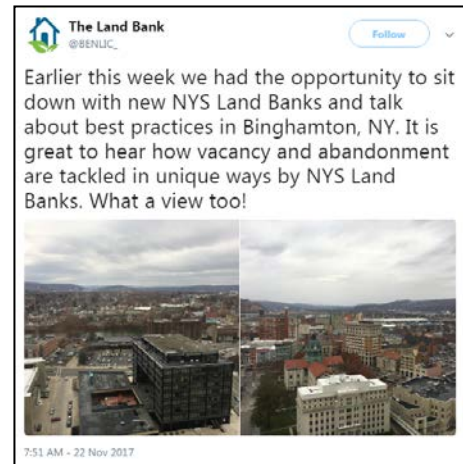 The Land Bank
@BENLIC_
Follow
Earlier this week we had the opportunity to sit
down with new NYS Land Banks and talk
about best practices in Binghamton, NY. It is
great to hear how vacancy and abandonment
are tackled in unique ways by NYS Land
Banks. What a view too!
7:51 AM - 22 Nov 2017